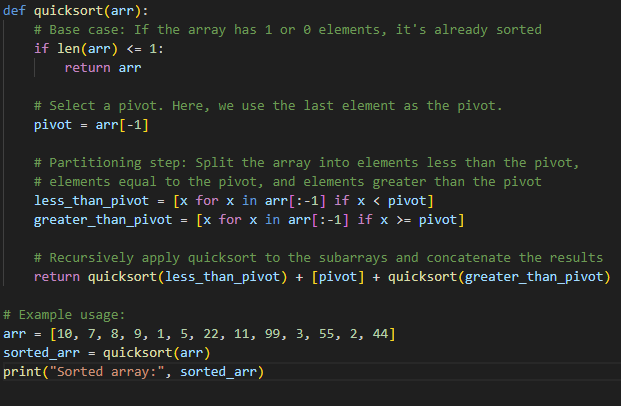 def quicksort(arr):
    # Base case: If the array has 1 or 0 elements, it's already sorted
    if len(arr) <= 1:
        return arr

    # Select a pivot. Here, we use the last element as the pivot.
    pivot = arr[-1]

    # Partitioning step: Split the array into elements less than the pivot,
    # elements equal to the pivot, and elements greater than the pivot
    less_than_pivot = [x for x in arr[:-1] if x < pivot]
    greater_than_pivot = [x for x in arr[:-1] if x >= pivot]

    # Recursively apply quicksort to the subarrays and concatenate the results
    return quicksort(less_than_pivot) + [pivot] + quicksort(greater_than_pivot)

# Example usage:
arr = [10, 7, 8, 9, 1, 5, 22, 11, 99, 3, 55, 2, 44]
sorted_arr = quicksort(arr)
print("Sorted array:", sorted_arr)